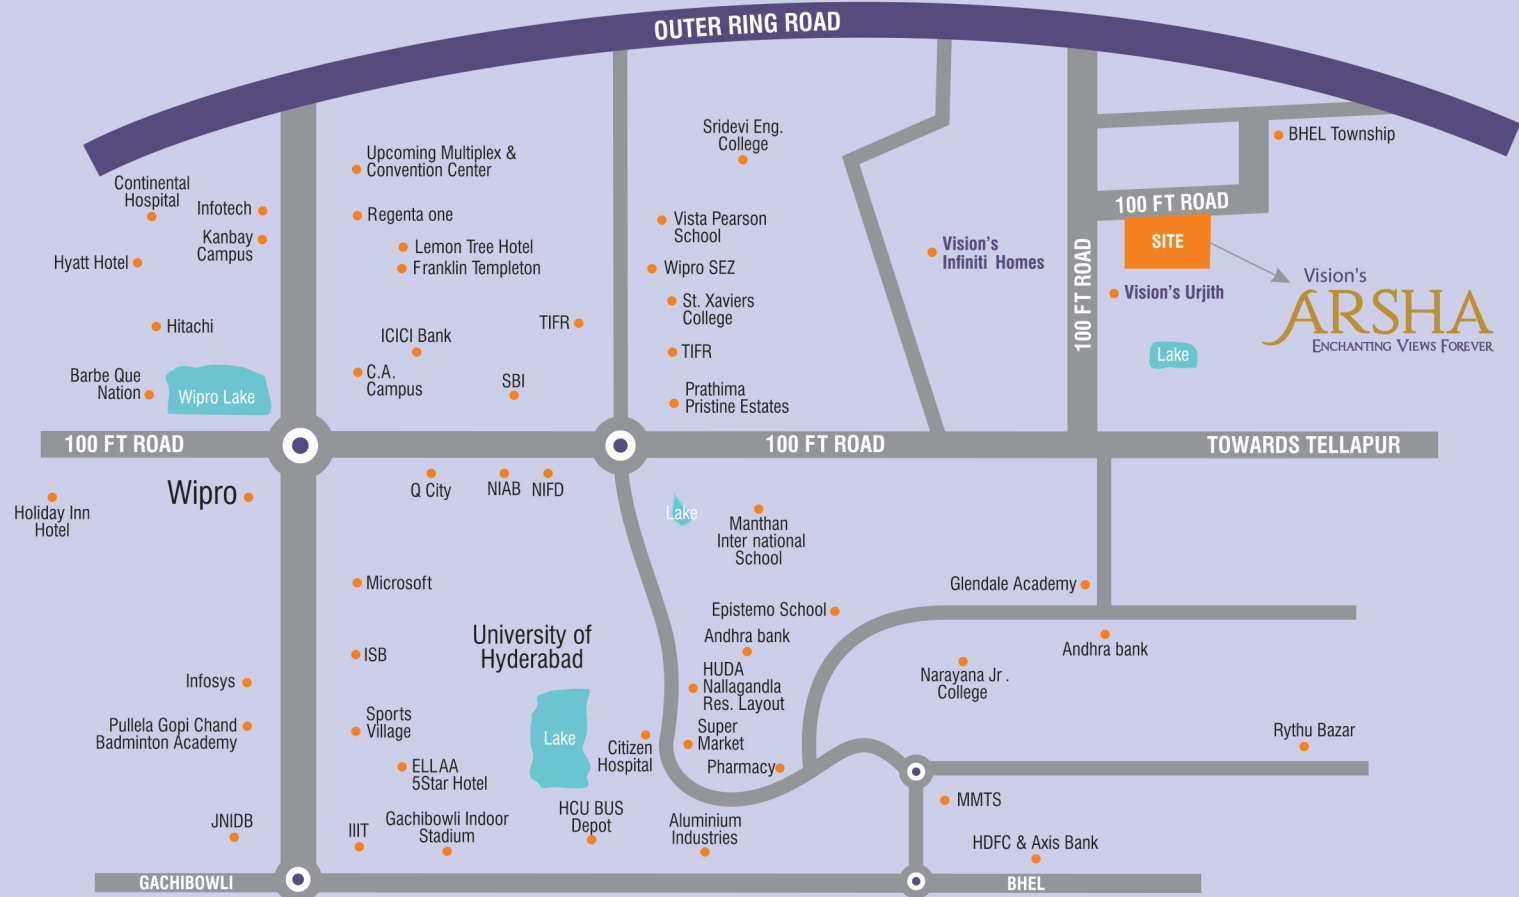 OUTER RING ROAD
Sridevi Eng.
College
BHEL Township
Upcoming Multiplex &
Convention Center
Continental
Hospital
Infotech
Regenta one
Vista Pearson
School
100 FT ROAD
SITE
Kanbay
Campus
Lemon Tree Hotel
Franklin Templeton
Hyatt Hotel
Wipro SEZ
Vision's
Infiniti Homes
100 FT ROAD
Vision's
ARSHA
ENCHANTING VIEWS FOREVER
Vision's Urjith
St. Xaviers
College
Hitachi
ICICI Bank
TIFR
TIFR
Lake
Barbe Que
Nation
Wipro Lake
C.A.
Campus
SBI
Prathima
Pristine Estates
100 FT ROAD
100 FT ROAD
TOWARDS TELLAPUR
Holiday Inn
Hotel
Wipro
Q City
NIAB
NIFD
Lake
Manthan
Inter national
School
Microsoft
Glendale Academy
Epistemo School
University of
Hyderabad
Andhra bank
Andhra bank
ISB
HUDA
Nallagandla
Res. Layout
Narayana Jr .
College
Infosys
Pullela Gopi Chand
Badminton Academy
Sports
Village
Lake
Citizen
Hospital
Super
Market
Rythu Bazar
ELLAA
5Star Hotel
Pharmacy
MMTS
JNIDB
IIIT
Gachibowli Indoor
Stadium
HCU BUS
Depot
Aluminium
Industries
HDFC & Axis Bank
GACHIBOWLI
BHEL